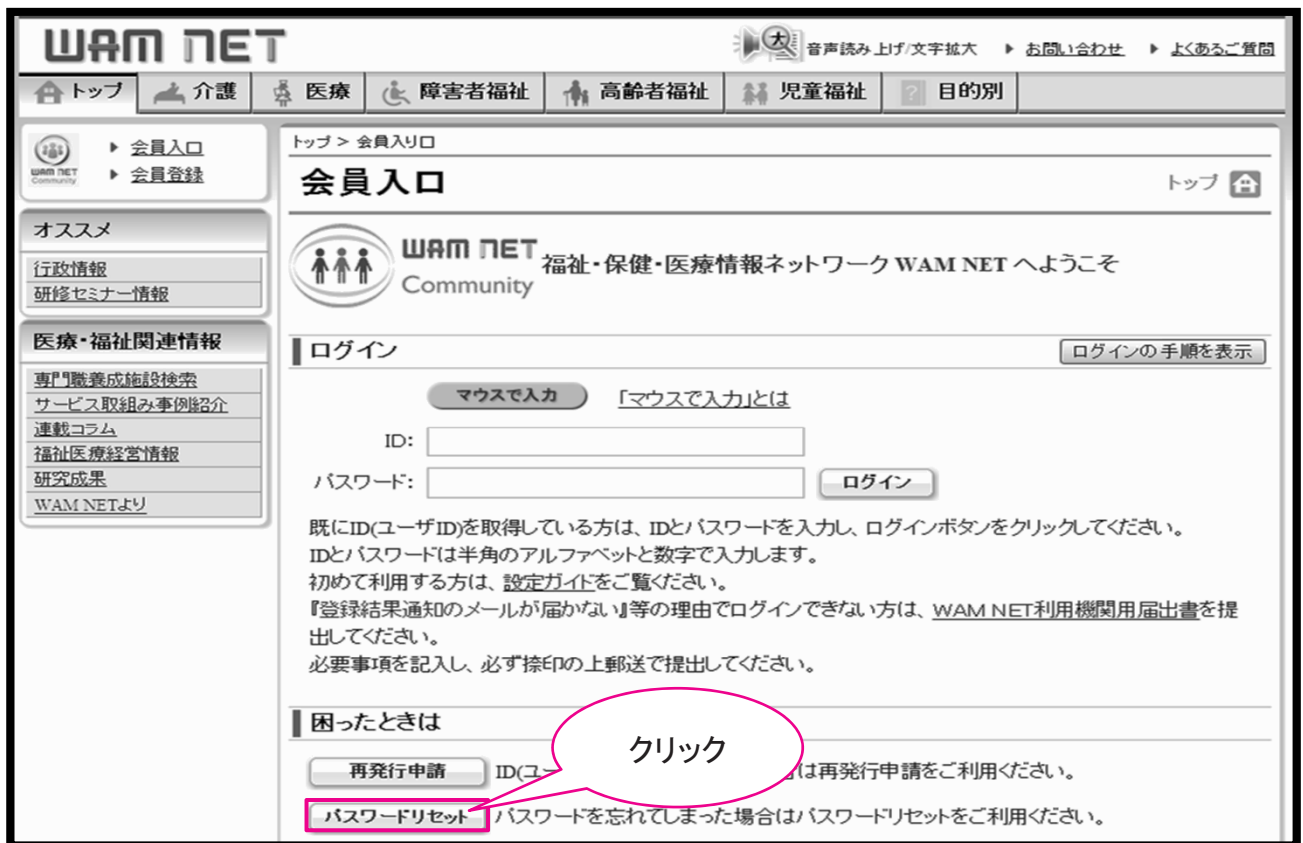 WAM NET
音声読み上げ/文字拡大 お問い合わせ よくあるご質問
トップ 介護 医療 障害者福祉 高齢者福祉 児童福祉 ? 目的別
WAM NET
Community
会員入口
会員登録
オススメ
行政情報
研修セミナー情報
医療・福祉関連情報
専門職養成施設検索
サービス取組み事例紹介
連載コラム
福祉医療経営情報
研究成果
WAM NETより
トップ > 会員入り口
会員入口 トップ
WAM NET
Community
福祉・保健・医療情報ネットワーク WAM NET へようこそ
ログイン ログインの手順を表示
マウスで入力 「マウスで入力」とは
ID:
パスワード: ログイン
既にID(ユーザID)を取得している方は、IDとパスワードを入力し、ログインボタンをクリックしてください。
IDとパスワードは半角のアルファベットと数字で入力します。
初めて利用する方は、設定ガイドをご覧ください。
『登録結果通知のメールが届かない』等の理由でログインできない方は、WAM NET利用機関用届出書を提
出してください。
必要事項を記入し、必ず捺印の上郵送で提出してください。
困ったときは
クリック
再発行申請 ID(ユー は再発行申請をご利用ください。
パスワードリセット パスワードを忘れてしまった場合はパスワードリセットをご利用ください。